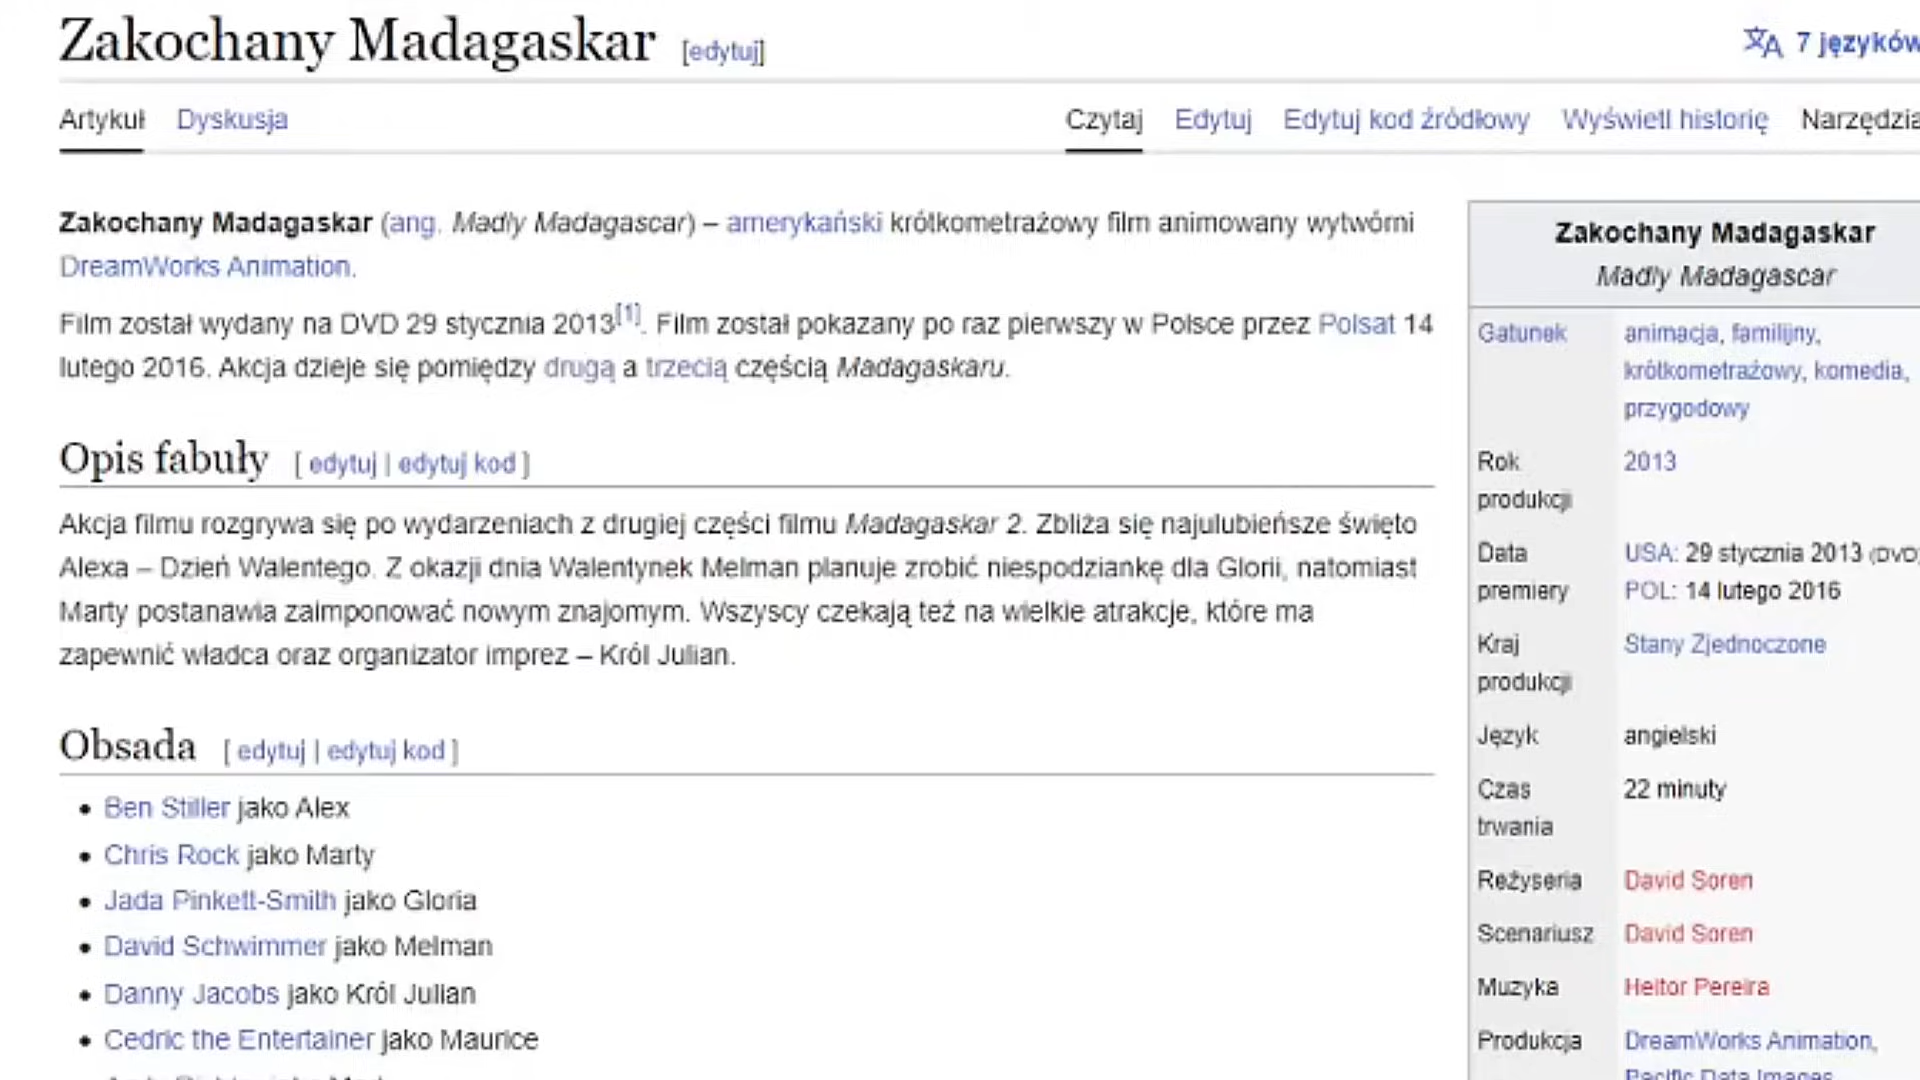 Zakochany Madagaskar [edytuj]
7 języków
Artykuł Dyskusja Czytaj Edytuj Edytuj kod źródłowy Wyświetl historię Narzędzia
Zakochany Madagaskar (ang. Madly Madagascar) – amerykański krótkometrażowy film animowany wytwórni
DreamWorks Animation.
Film został wydany na DVD 29 stycznia 2013[1]. Film został pokazany po raz pierwszy w Polsce przez Polsat 14
lutego 2016. Akcja dzieje się pomiędzy drugą a trzecią częścią Madagaskaru.
Opis fabuły [ edytuj | edytuj kod ]
Akcja filmu rozgrywa się po wydarzeniach z drugiej części filmu Madagaskar 2. Zbliża się najulubieńsze święto
Alexa – Dzień Walentego. Z okazji dnia Walentynek Melman planuje zrobić niespodziankę dla Glorii, natomiast
Marty postanawia zaimponować nowym znajomym. Wszyscy czekają też na wielkie atrakcje, które ma
zapewnić władca oraz organizator imprez – Król Julian.
Obsada [ edytuj | edytuj kod ]
• Ben Stiller jako Alex
• Chris Rock jako Marty
• Jada Pinkett-Smith jako Gloria
• David Schwimmer jako Melman
• Danny Jacobs jako Król Julian
• Cedric the Entertainer jako Maurice
Zakochany Madagaskar
Madly Madagascar
Gatunek animacja, familijny,
krótkometrażowy, komedia,
przygodowy
Rok 2013
produkcji
Data USA: 29 stycznia 2013 (DVD)
premiery POL: 14 lutego 2016
Kraj Stany Zjednoczone
produkcji
Język angielski
Czas 22 minuty
trwania
Reżyseria David Soren
Scenariusz David Soren
Muzyka Heitor Pereira
Produkcja DreamWorks Animation,
Pacific Data Images